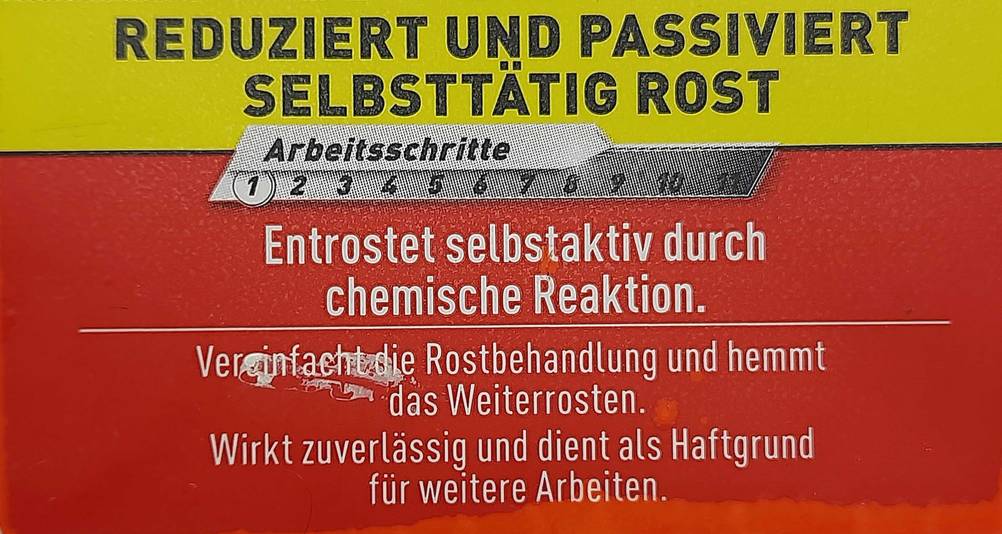 REDUZIERT UND PASSIVIERT
SELBSTTÄTIG ROST
Arbeitsschritte
1 2 3 4 5 6 7 8 9 10 11
Entrostet selbstaktiv durch
chemische Reaktion.
Vereinfacht die Rostbehandlung und hemmt
das Weiterrosten.
Wirkt zuverlässig und dient als Haftgrund
für weitere Arbeiten.